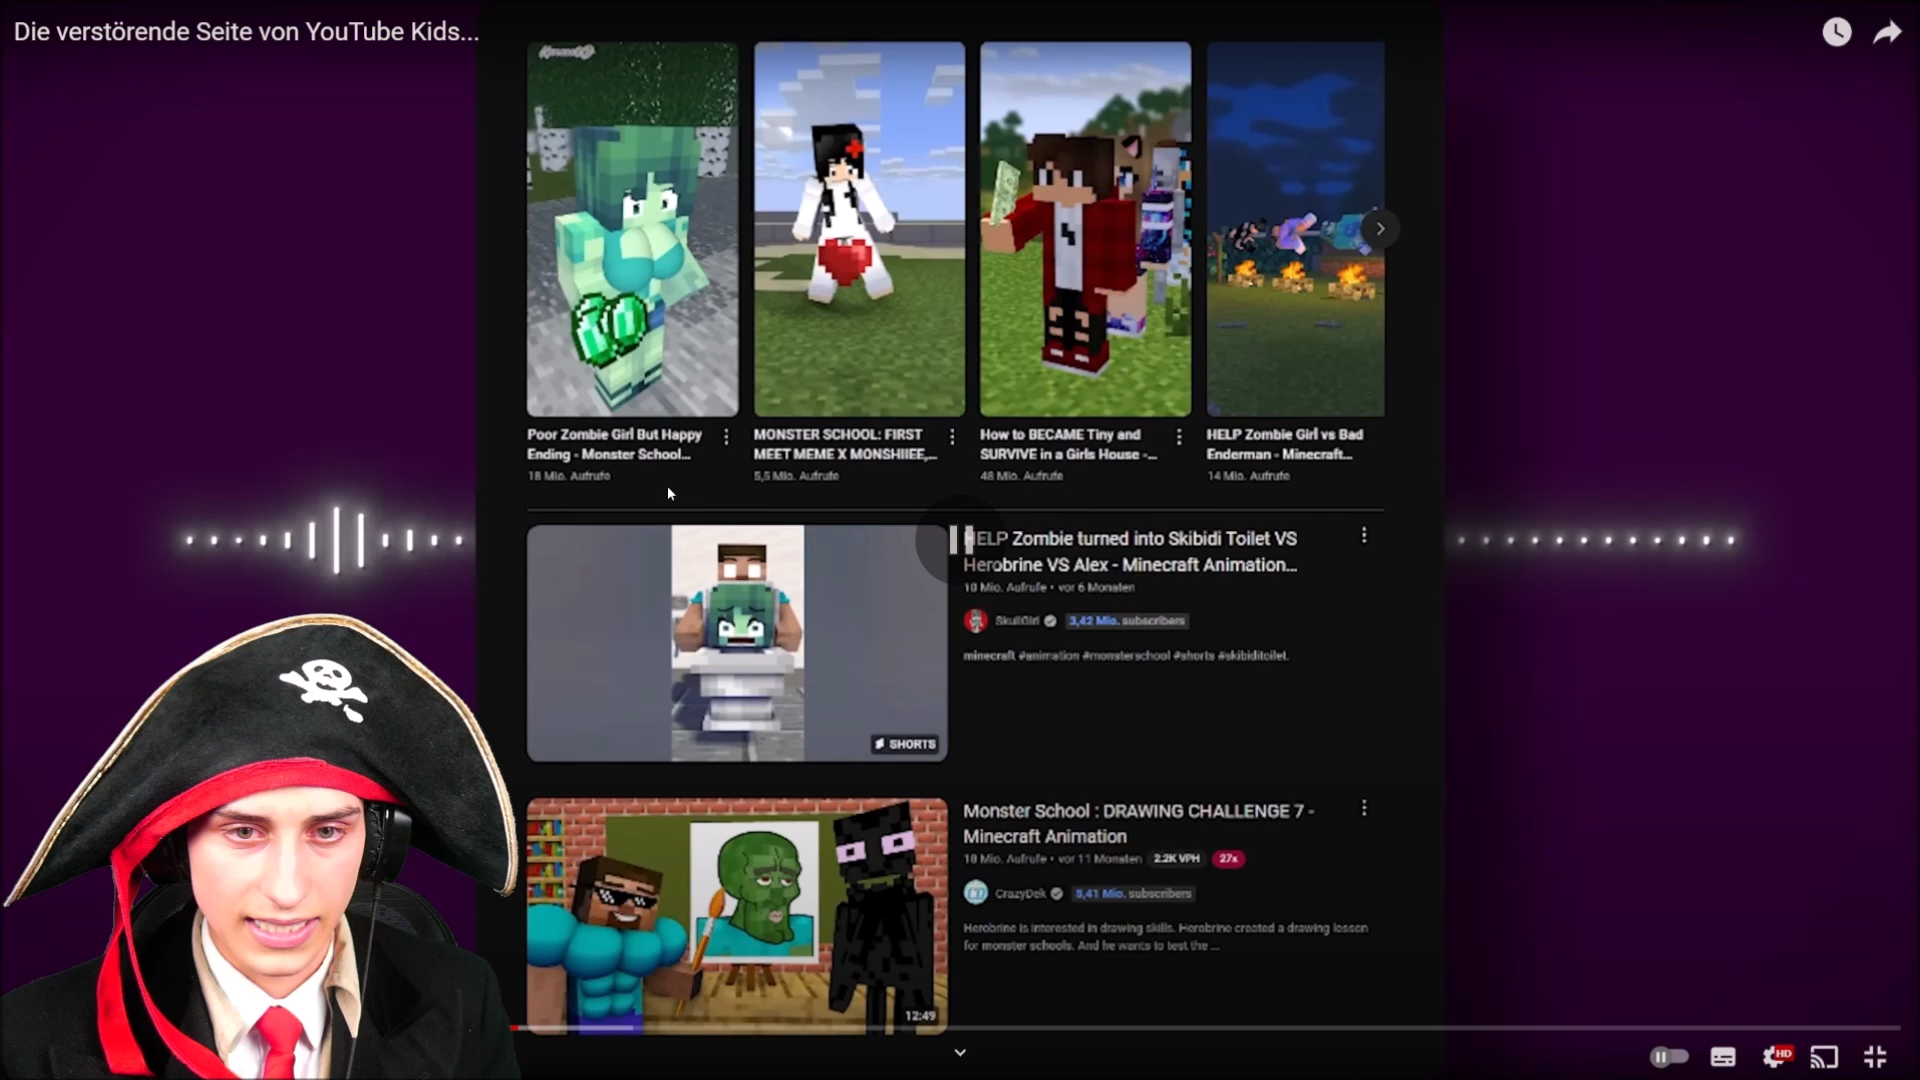 Die verstörende Seite von YouTube Kids...
Poor Zombie Girl But Happy
Ending - Monster School...
18 Mio. Aufrufe
MONSTER SCHOOL: FIRST
MEET MEME X MONSHIIEE,...
5,5 Mio. Aufrufe
How to BECAME Tiny and
SURVIVE in a Girls House -...
48 Mio. Aufrufe
HELP Zombie Girl vs Bad
Enderman - Minecraft...
14 Mio. Aufrufe
HELP Zombie turned into Skibidi Toilet VS
Herobrine VS Alex - Minecraft Animation...
10 Mio. Aufrufe • vor 6 Monaten
SkullGirl 3,42 Mio. subscribers
minecraft #animation #monsterschool #shorts #skibiditoilet.
SHORTS
Monster School : DRAWING CHALLENGE 7 -
Minecraft Animation
18 Mio. Aufrufe • vor 11 Monaten 2.2K VPH 27x
CrazyDek 5,41 Mio. subscribers
Herobrine is interested in drawing skills. Herobrine created a drawing lesson
for monster schools. And he wants to test the ...
12:49
HD